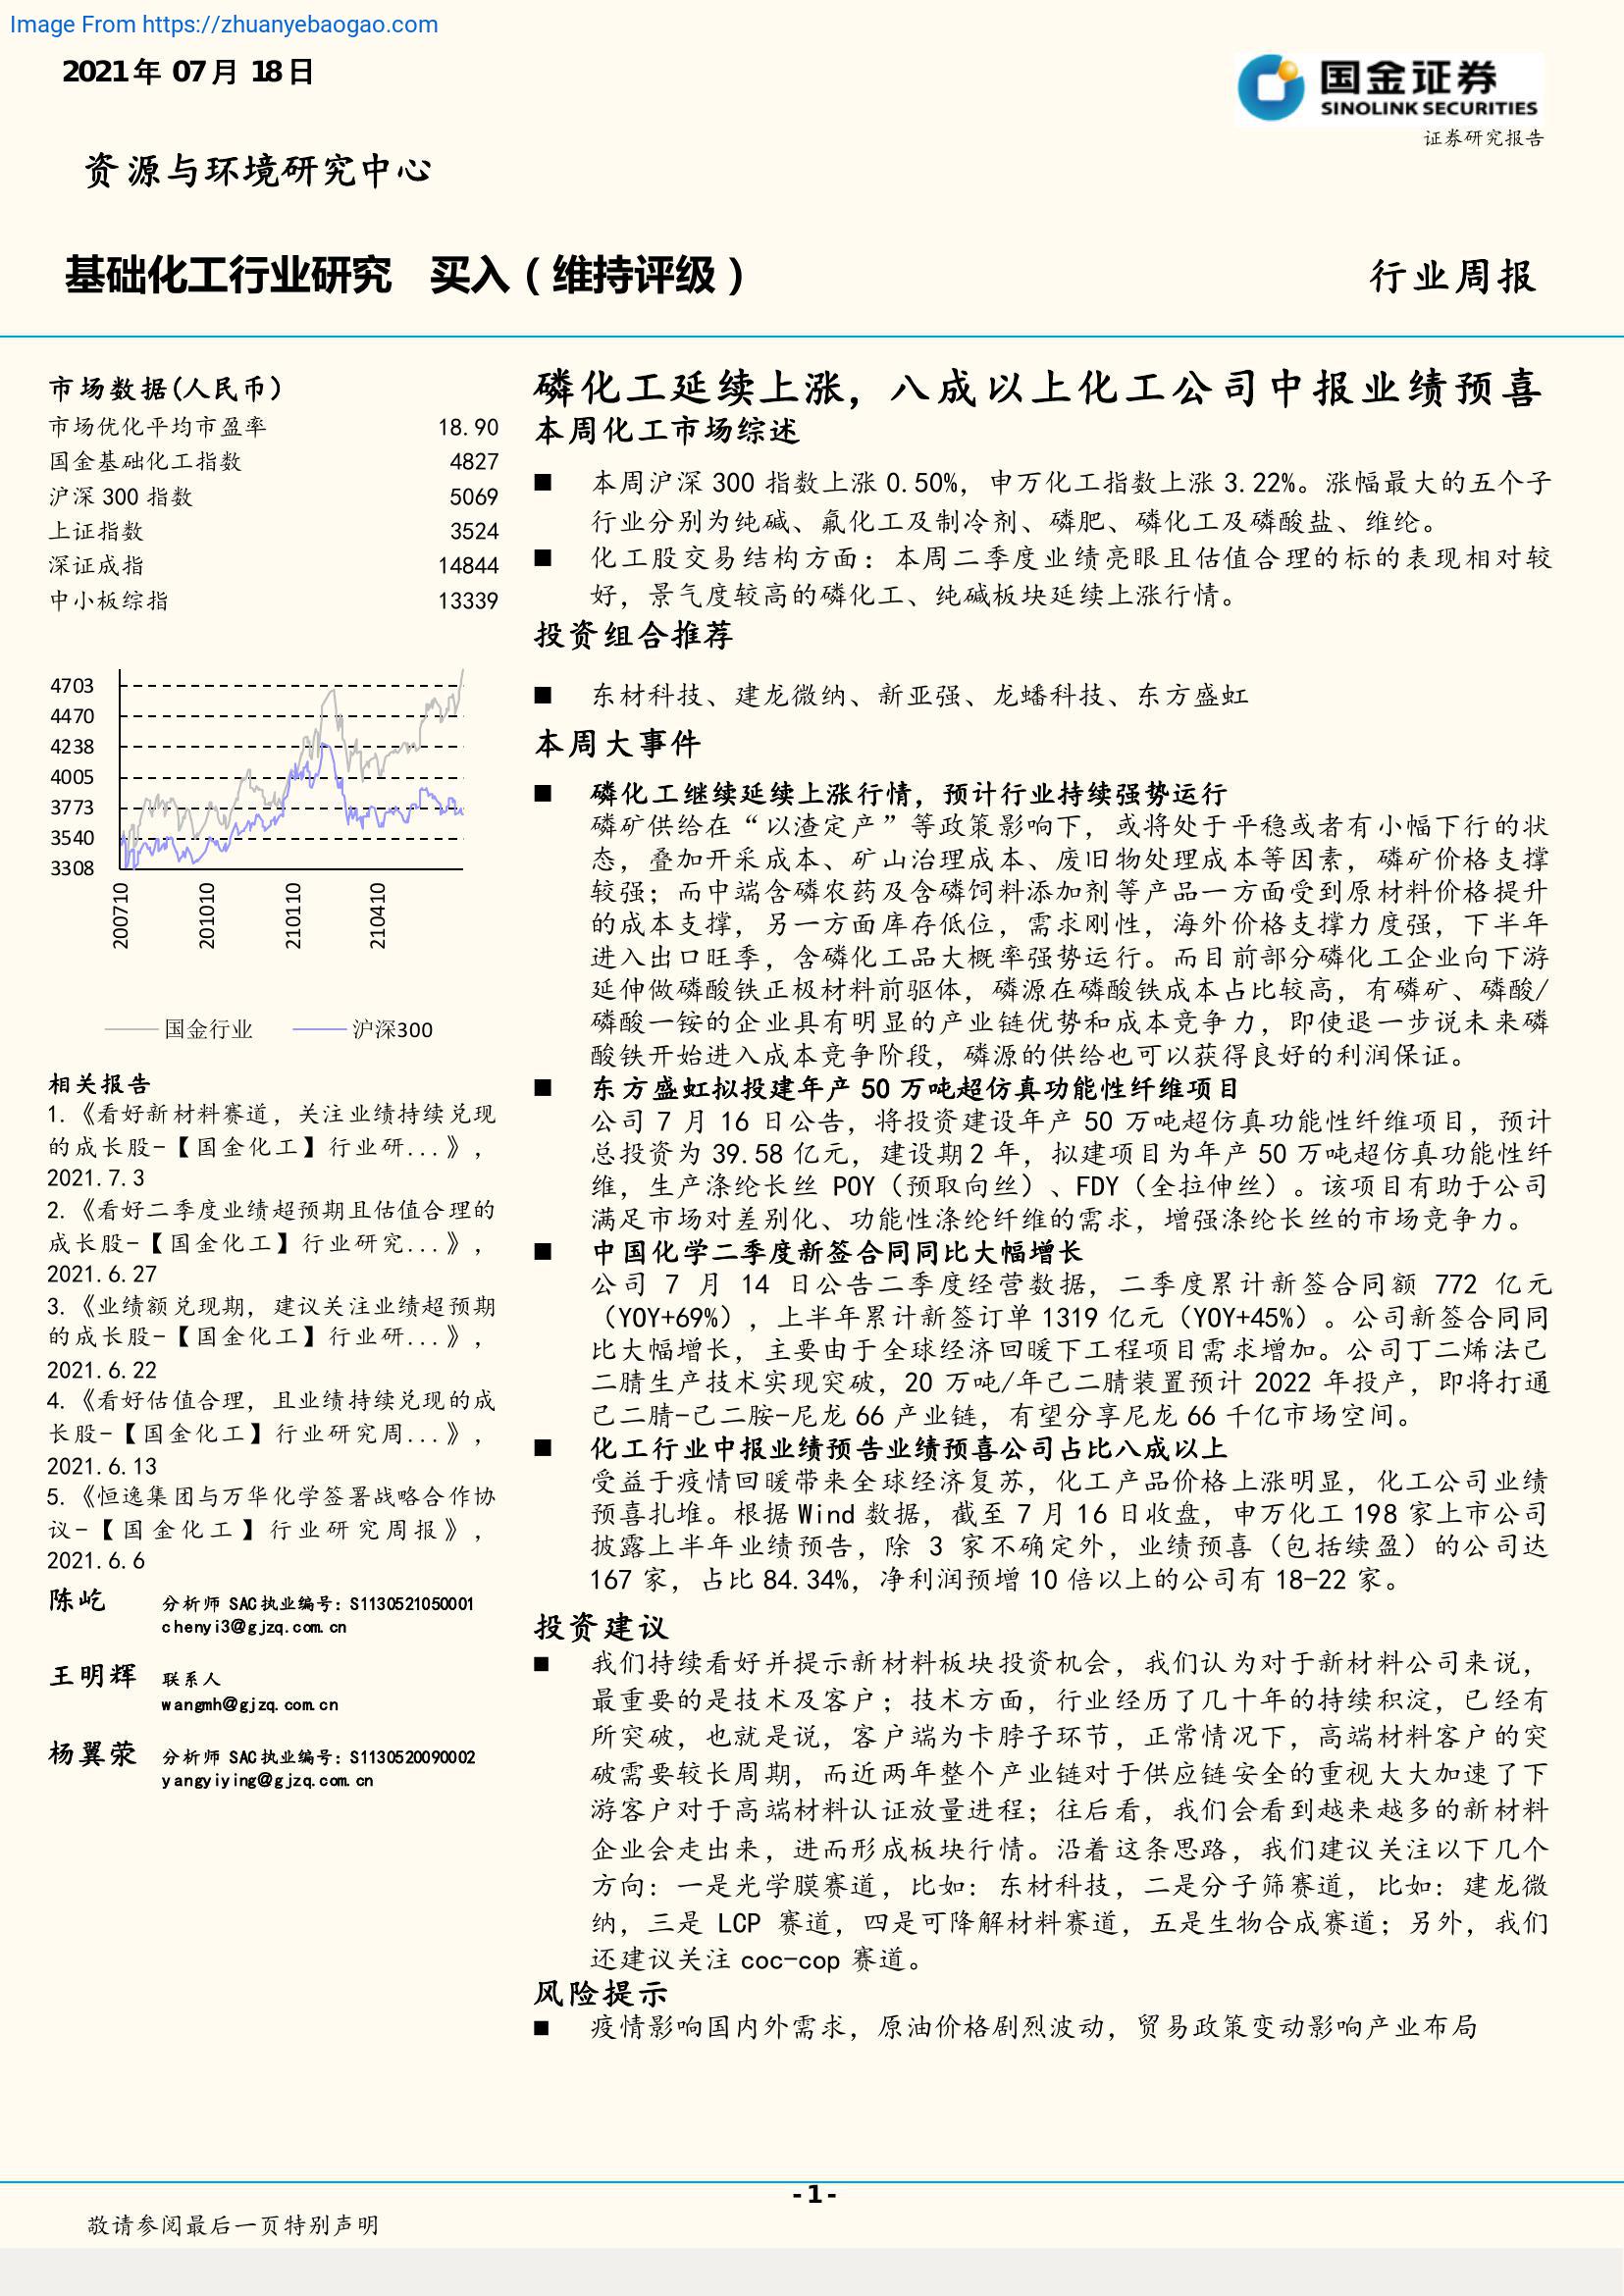 Image From https://zhuanyebaogao.com
2021年 07月 18日
国金证券
SINOLINK SECURITIES
证券研究报告
资源与环境研究中心
基础化工行业研究 买入（维持评级）
行业周报
市场数据(人民币)
市场优化平均市盈率 18.90
国金基础化工指数 4827
沪深 300 指数 5069
上证指数 3524
深证成指 14844
中小板综指 13339
4703
4470
4238
4005
3773
3540
3308
200710
201010
210110
210410
国金行业 沪深300
相关报告
1.《看好新材料赛道，关注业绩持续兑现
的成长股-【国金化工】行业研...》，
2021.7.3
2.《看好二季度业绩超预期且估值合理的
成长股-【国金化工】行业研究...》，
2021.6.27
3.《业绩额兑现期，建议关注业绩超预期
的成长股-【国金化工】行业研...》，
2021.6.22
4.《看好估值合理，且业绩持续兑现的成
长股-【国金化工】行业研究周...》，
2021.6.13
5.《恒逸集团与万华化学签署战略合作协
议-【国金化工】行业研究周报》，
2021.6.6
陈屹 分析师 SAC执业编号：S1130521050001
chenyi3@gjzq.com.cn
王明辉 联系人
wangmh@gjzq.com.cn
杨翼荥 分析师 SAC执业编号：S1130520090002
yangyiying@gjzq.com.cn
磷化工延续上涨，八成以上化工公司中报业绩预喜
本周化工市场综述
■ 本周沪深 300 指数上涨 0.50%，申万化工指数上涨 3.22%。涨幅最大的五个子
行业分别为纯碱、氟化工及制冷剂、磷肥、磷化工及磷酸盐、维纶。
■ 化工股交易结构方面：本周二季度业绩亮眼且估值合理的标的表现相对较
好，景气度较高的磷化工、纯碱板块延续上涨行情。
投资组合推荐
■ 东材科技、建龙微纳、新亚强、龙蟠科技、东方盛虹
本周大事件
■ 磷化工继续延续上涨行情，预计行业持续强势运行
磷矿供给在“以渣定产”等政策影响下，或将处于平稳或者有小幅下行的状
态，叠加开采成本、矿山治理成本、废旧物处理成本等因素，磷矿价格支撑
较强；而中端含磷农药及含磷饲料添加剂等产品一方面受到原材料价格提升
的成本支撑，另一方面库存低位，需求刚性，海外价格支撑力度强，下半年
进入出口旺季，含磷化工品大概率强势运行。而目前部分磷化工企业向下游
延伸做磷酸铁正极材料前驱体，磷源在磷酸铁成本占比较高，有磷矿、磷酸/
磷酸一铵的企业具有明显的产业链优势和成本竞争力，即使退一步说未来磷
酸铁开始进入成本竞争阶段，磷源的供给也可以获得良好的利润保证。
■ 东方盛虹拟投建年产 50 万吨超仿真功能性纤维项目
公司 7 月 16 日公告，将投资建设年产 50 万吨超仿真功能性纤维项目，预计
总投资为 39.58 亿元，建设期 2 年，拟建项目为年产 50 万吨超仿真功能性纤
维，生产涤纶长丝 POY（预取向丝）、FDY（全拉伸丝）。该项目有助于公司
满足市场对差别化、功能性涤纶纤维的需求，增强涤纶长丝的市场竞争力。
■ 中国化学二季度新签合同同比大幅增长
公司 7 月 14 日公告二季度经营数据，二季度累计新签合同额 772 亿元
（YOY+69%），上半年累计新签订单 1319 亿元（YOY+45%）。公司新签合同同
比大幅增长，主要由于全球经济回暖下工程项目需求增加。公司丁二烯法己
二腈生产技术实现突破，20 万吨/年己二腈装置预计 2022 年投产，即将打通
己二腈-己二胺-尼龙 66 产业链，有望分享尼龙 66 千亿市场空间。
■ 化工行业中报业绩预告业绩预喜公司占比八成以上
受益于疫情回暖带来全球经济复苏，化工产品价格上涨明显，化工公司业绩
预喜扎堆。根据 Wind 数据，截至 7 月 16 日收盘，申万化工 198 家上市公司
披露上半年业绩预告，除 3 家不确定外，业绩预喜（包括续盈）的公司达
167 家，占比 84.34%，净利润预增 10 倍以上的公司有 18-22 家。
投资建议
■ 我们持续看好并提示新材料板块投资机会，我们认为对于新材料公司来说，
最重要的是技术及客户；技术方面，行业经历了几十年的持续积淀，已经有
所突破，也就是说，客户端为卡脖子环节，正常情况下，高端材料客户的突
破需要较长周期，而近两年整个产业链对于供应链安全的重视大大加速了下
游客户对于高端材料认证放量进程；往后看，我们会看到越来越多的新材料
企业会走出来，进而形成板块行情。沿着这条思路，我们建议关注以下几个
方向：一是光学膜赛道，比如：东材科技，二是分子筛赛道，比如：建龙微
纳，三是 LCP 赛道，四是可降解材料赛道，五是生物合成赛道；另外，我们
还建议关注 coc-cop 赛道。
风险提示
■ 疫情影响国内外需求，原油价格剧烈波动，贸易政策变动影响产业布局
- 1 -
敬请参阅最后一页特别声明